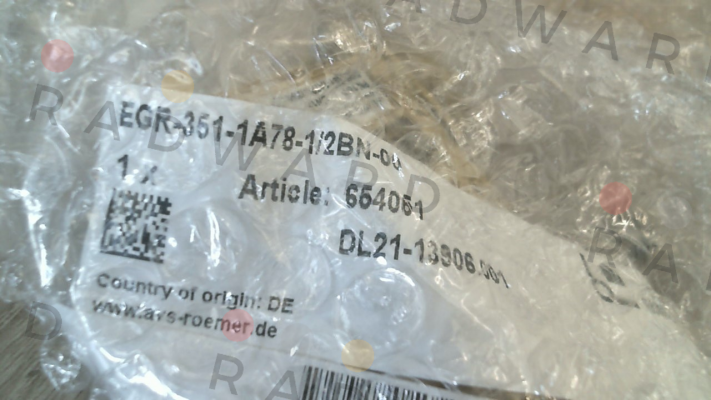 EGR-351-1A78-1/2BN-00
1 x
Article: 654061
DL21-13906.001
Country of origin: DE
www.avs-roemer.de
RADWARD